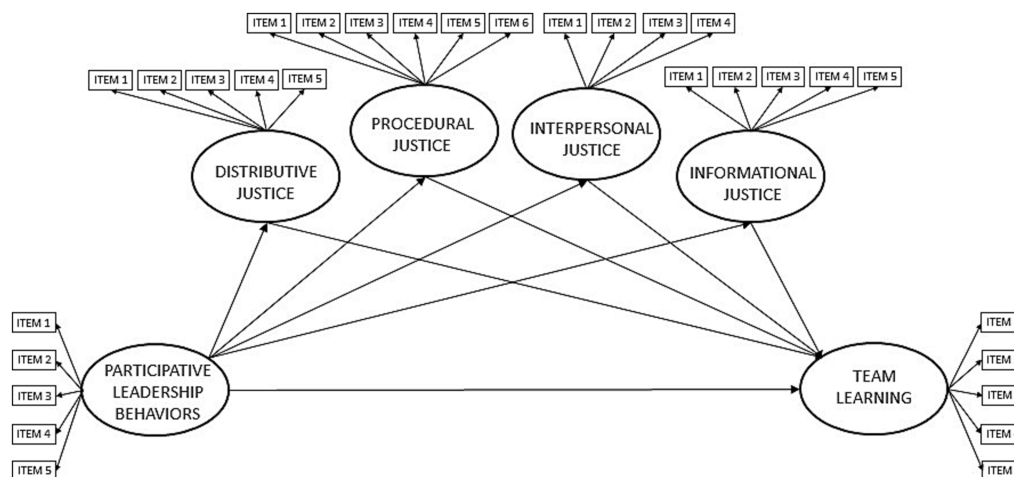 ITEM 1 ITEM 2 ITEM 3 ITEM 4 ITEM 5 ITEM 6
ITEM 1 ITEM 2 ITEM 3 ITEM 4
ITEM 1 ITEM 2 ITEM 3 ITEM 4 ITEM 5
ITEM 1 ITEM 2 ITEM 3 ITEM 4 ITEM 5
DISTRIBUTIVE
JUSTICE
PROCEDURAL
JUSTICE
INTERPERSONAL
JUSTICE
INFORMATIONAL
JUSTICE
ITEM 1
ITEM 2
ITEM 3
ITEM 4
ITEM 5
PARTICIPATIVE
LEADERSHIP
BEHAVIORS
TEAM
LEARNING
ITEM
ITEM
ITEM
ITEM
ITEM